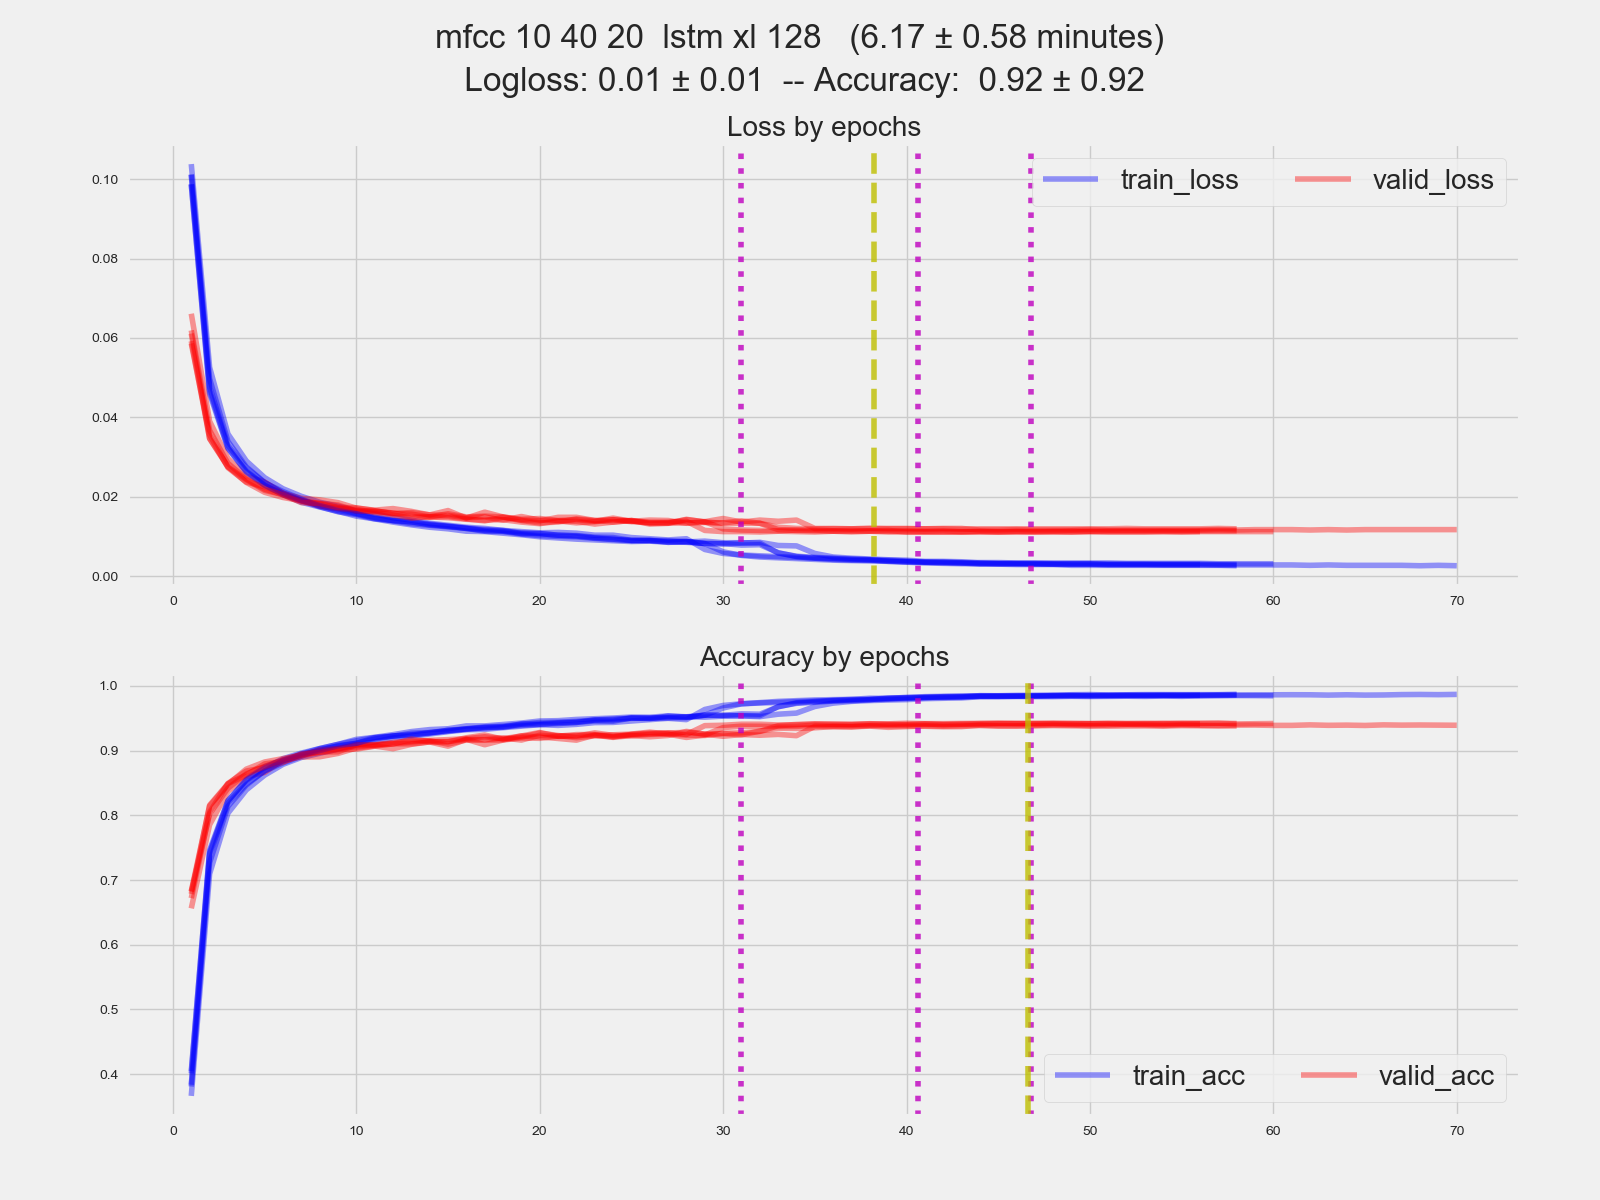 mfcc 10 40 20  lstm xl 128   (6.17 ± 0.58 minutes)
Logloss: 0.01 ± 0.01  -- Accuracy:  0.92 ± 0.92
Loss by epochs
train_loss valid_loss
0.10
0.08
0.06
0.04
0.02
0.00
0 10 20 30 40 50 60 70
Accuracy by epochs
1.0
0.9
0.8
0.7
0.6
0.5
0.4
train_acc valid_acc
0 10 20 30 40 50 60 70